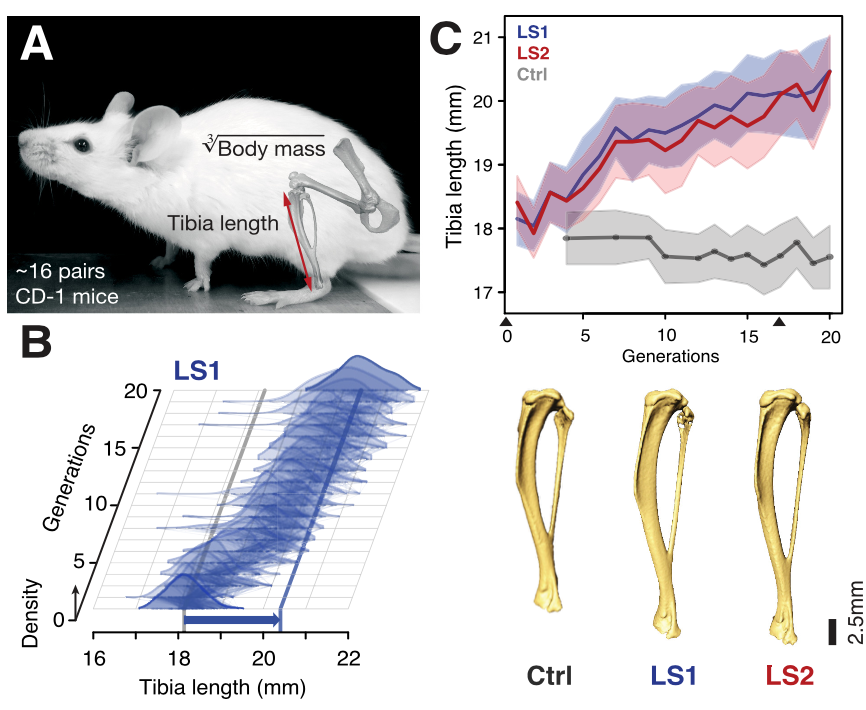 A
∛Body mass
Tibia length
~16 pairs
CD-1 mice
B
LS1
Generations
20
15
10
5
0
Density
16
18
20
22
Tibia length (mm)
C
LS1
LS2
Ctrl
Tibia length (mm)
21
20
19
18
17
0
5
10
15
20
Generations
Ctrl
LS1
LS2
2.5mm